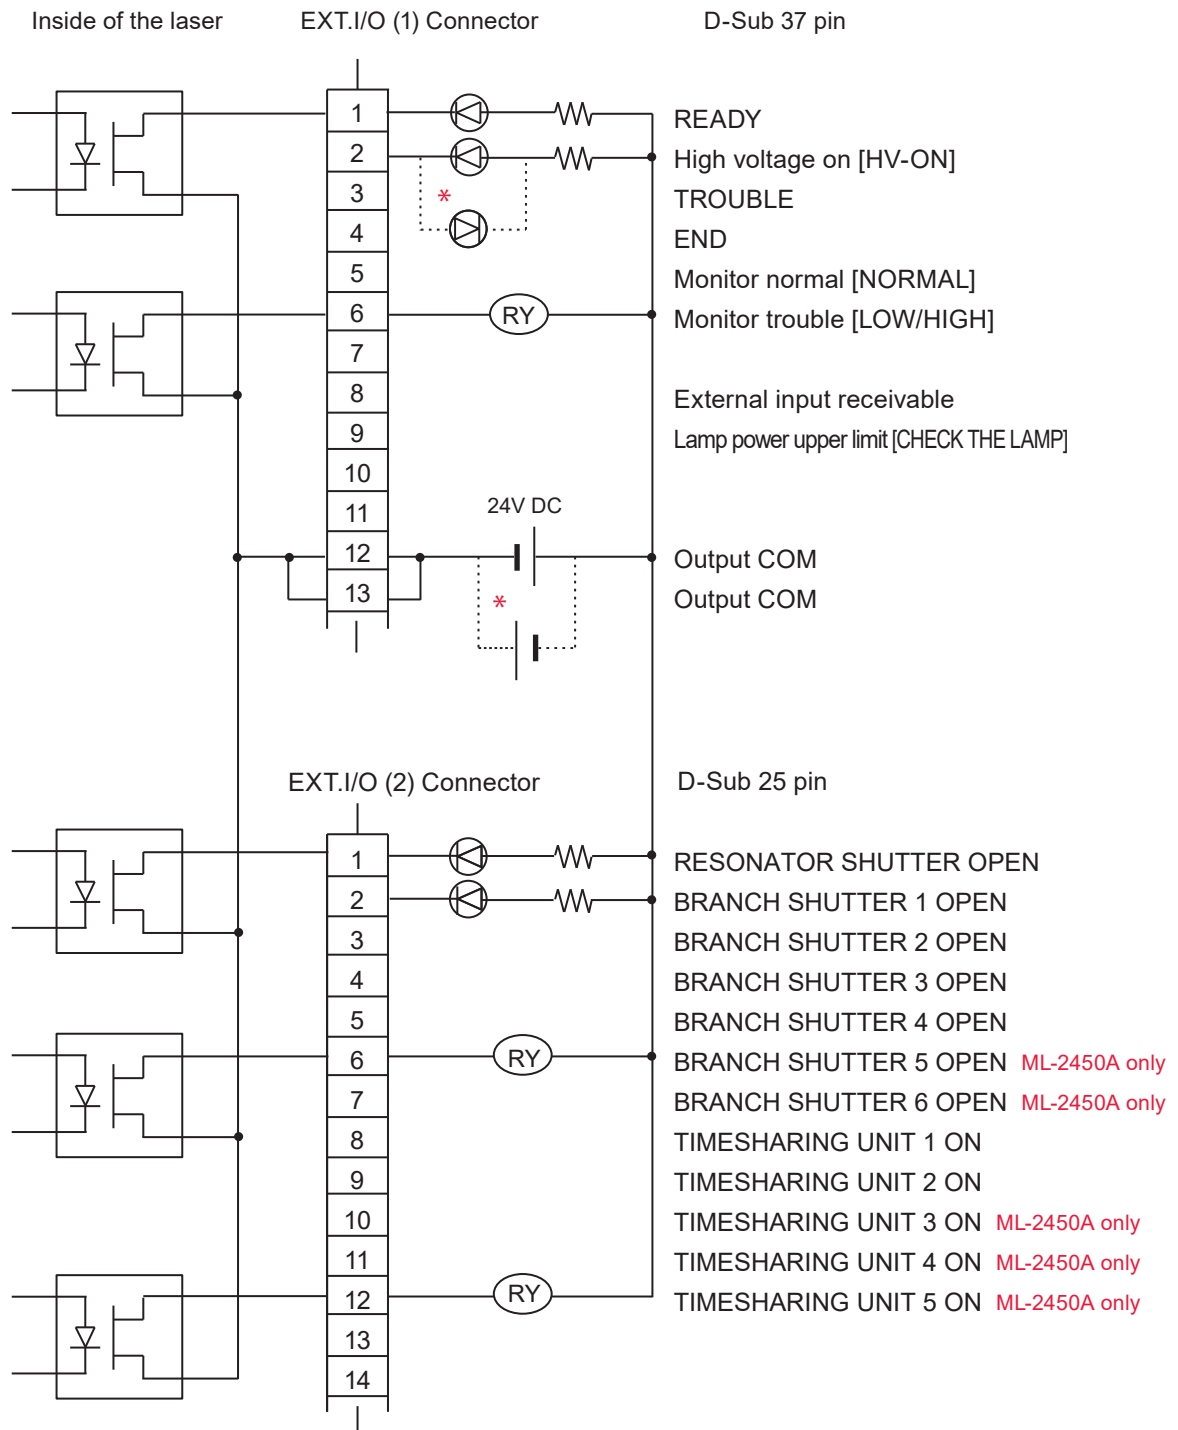 Inside of the laser EXT.I/O (1) Connector D-Sub 37 pin
1 READY
2 High voltage on [HV-ON]
3 * TROUBLE
4 END
5 Monitor normal [NORMAL]
6 RY Monitor trouble [LOW/HIGH]
7
8 External input receivable
9 Lamp power upper limit [CHECK THE LAMP]
10
11 24V DC
12 Output COM
13 * Output COM
EXT.I/O (2) Connector D-Sub 25 pin
1 RESONATOR SHUTTER OPEN
2 BRANCH SHUTTER 1 OPEN
3 BRANCH SHUTTER 2 OPEN
4 BRANCH SHUTTER 3 OPEN
5 BRANCH SHUTTER 4 OPEN
6 RY BRANCH SHUTTER 5 OPEN ML-2450A only
7 BRANCH SHUTTER 6 OPEN ML-2450A only
8 TIMESHARING UNIT 1 ON
9 TIMESHARING UNIT 2 ON
10 TIMESHARING UNIT 3 ON ML-2450A only
11 TIMESHARING UNIT 4 ON ML-2450A only
12 RY TIMESHARING UNIT 5 ON ML-2450A only
13
14